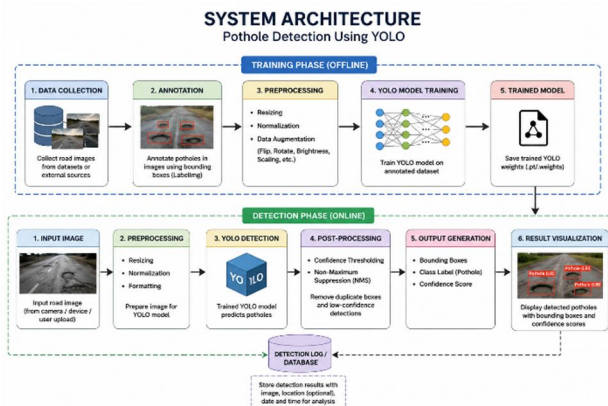 SYSTEM ARCHITECTURE
Pothole Detection Using YOLO
TRAINING PHASE (OFFLINE)
1. DATA COLLECTION
Collect road images
from datasets or
external sources
2. ANNOTATION
Annotate potholes in
images using bounding
boxes (LabelImg)
3. PREPROCESSING
• Resizing
• Normalization
• Data Augmentation
(Flip, Rotate, Brightness,
Scaling, etc.)
4. YOLO MODEL TRAINING
Train YOLO model on
annotated dataset
5. TRAINED MODEL
Save trained YOLO
weights (.pt/.weights)
DETECTION PHASE (ONLINE)
1. INPUT IMAGE
Input road image
(from camera / device /
user upload)
2. PREPROCESSING
• Resizing
• Normalization
• Formatting
Prepare image for
YOLO model
3. YOLO DETECTION
YO
LO
Trained YOLO model
predicts potholes
4. POST-PROCESSING
• Confidence Thresholding
• Non-Maximum
Suppression (NMS)
Remove duplicate boxes
and low-confidence
detections
5. OUTPUT GENERATION
• Bounding Boxes
• Class Label (Pothole)
• Confidence Score
6. RESULT VISUALIZATION
Pothole
Pothole
Pothole
Display detected potholes
with bounding boxes and
confidence scores
DETECTION LOG /
DATABASE
Store detection results with
image, location (optional),
date and time for analysis